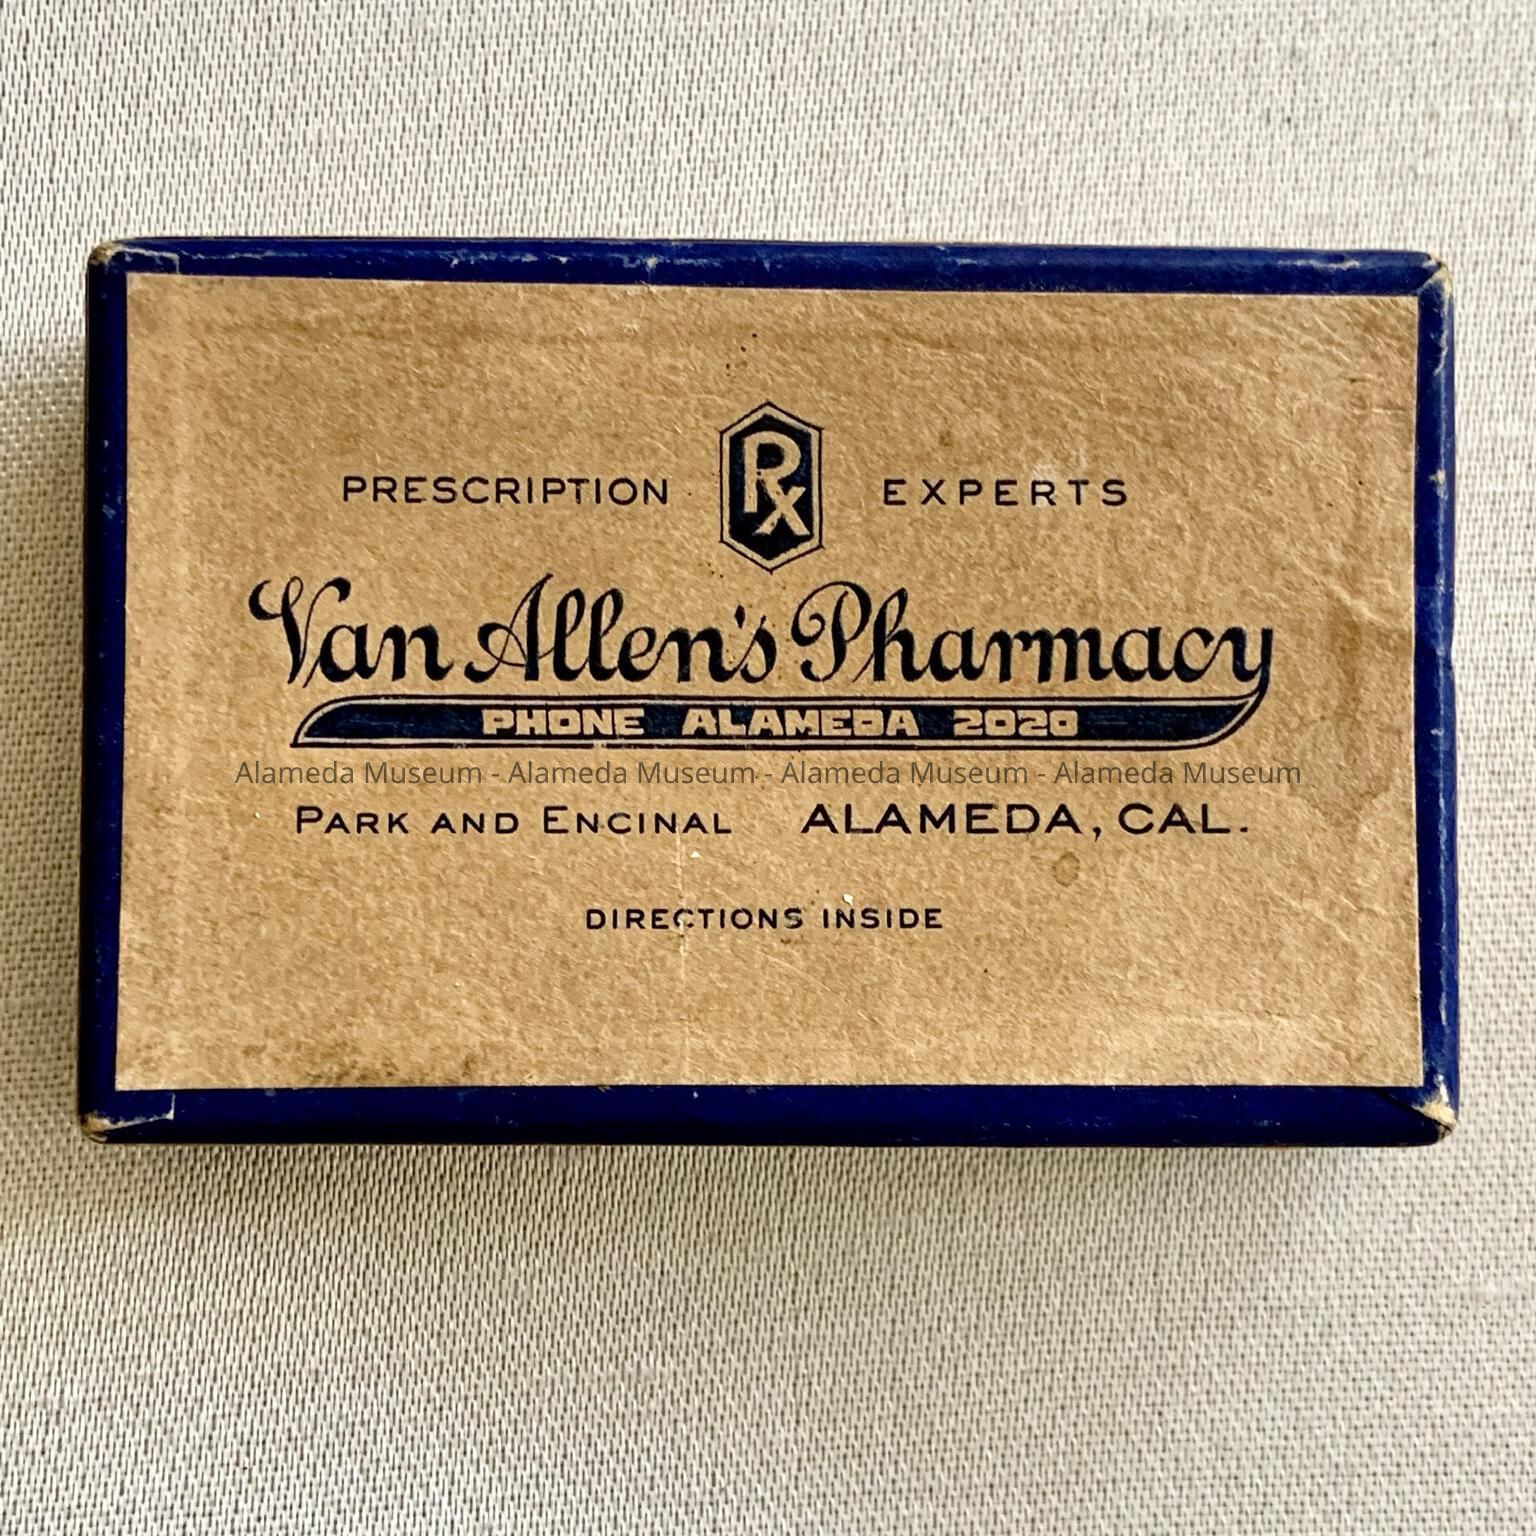 PRESCRIPTION Rx EXPERTS
Van Allen's Pharmacy
PHONE ALAMEDA 2020
Alameda Museum - Alameda Museum - Alameda Museum - Alameda Museum
PARK AND ENCINAL ALAMEDA, CAL.
DIRECTIONS INSIDE